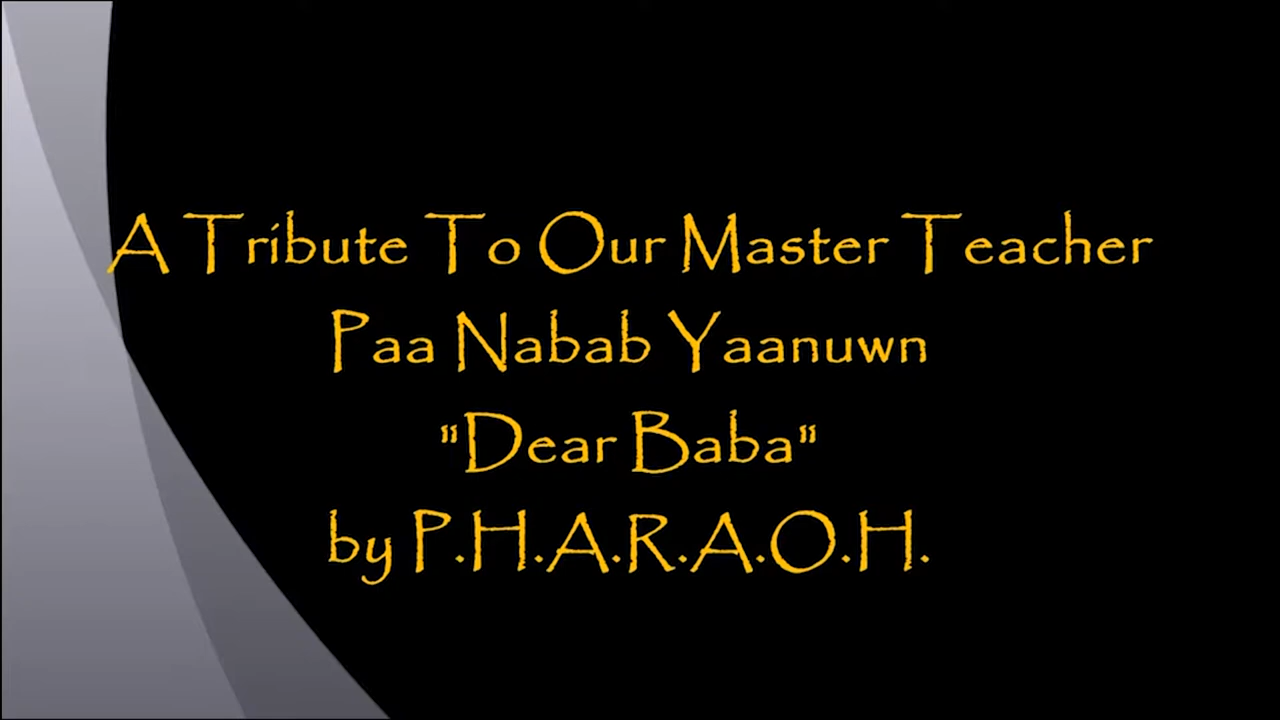 A Tribute To Our Master Teacher
Paa Nabab Yaanuwn
"Dear Baba"
by P.H.A.R.A.O.H.